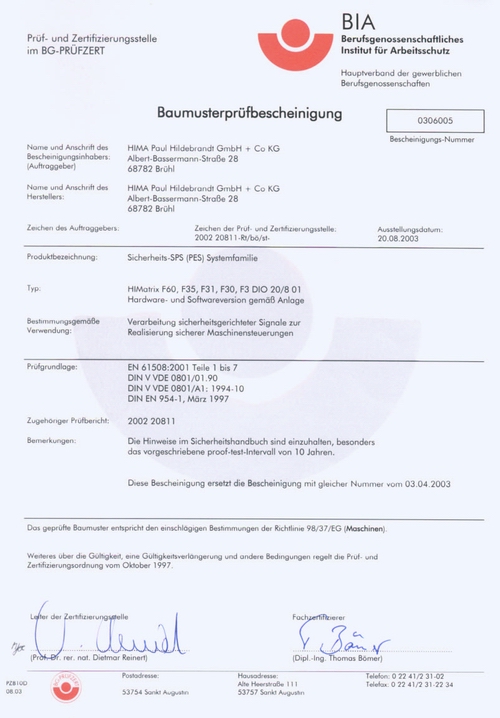 Prüf- und Zertifizierungsstelle
im BG-PRÜFZERT
BIA
Berufsgenossenschaftliches
Institut für Arbeitsschutz
Hauptverband der gewerblichen
Berufsgenossenschaften
Baumusterprüfbescheinigung
0306005
Bescheinigungs-Nummer
Name und Anschrift des
Bescheinigungsinhabers:
(Auftraggeber)
HIMA Paul Hildebrandt GmbH + Co KG
Albert-Bassermann-Straße 28
68782 Brühl
Name und Anschrift des
Herstellers:
HIMA Paul Hildebrandt GmbH + Co KG
Albert-Bassermann-Straße 28
68782 Brühl
Zeichen des Auftraggebers:
Zeichen der Prüf- und Zertifizierungsstelle:
2002 20811-Rt/bö/st-
Ausstellungsdatum:
20.08.2003
Produktbezeichnung:
Sicherheits-SPS (PES) Systemfamilie
Typ:
HIMatrix F60, F35, F31, F30, F3 DIO 20/8 01
Hardware- und Softwareversion gemäß Anlage
Bestimmungsgemäße
Verwendung:
Verarbeitung sicherheitsgerichteter Signale zur
Realisierung sicherer Maschinensteuerungen
Prüfgrundlage:
EN 61508:2001 Teile 1 bis 7
DIN V VDE 0801/01.90
DIN V VDE 0801/A1: 1994-10
DIN EN 954-1, März 1997
Zugehöriger Prüfbericht:
2002 20811
Bemerkungen:
Die Hinweise im Sicherheitshandbuch sind einzuhalten, besonders
das vorgeschriebene proof-test-Intervall von 10 Jahren.
Diese Bescheinigung ersetzt die Bescheinigung mit gleicher Nummer vom 03.04.2003
Das geprüfte Baumuster entspricht den einschlägigen Bestimmungen der Richtlinie 98/37/EG (Maschinen).
Weiteres über die Gültigkeit, eine Gültigkeitsverlängerung und andere Bedingungen regelt die Prüf- und
Zertifizierungsordnung vom Oktober 1997.
Leiter der Zertifizierungsstelle
(Prof. Dr. rer. nat. Dietmar Reinert)
Fachzertifizierer
(Dipl.-Ing. Thomas Bömer)
PZB10D
08.03
BG-PRÜFZERT
Postadresse:
53754 Sankt Augustin
Hausadresse:
Alte Heerstraße 111
53757 Sankt Augustin
Telefon: 0 22 41/2 31-02
Telefax: 0 22 41/2 31-22 34